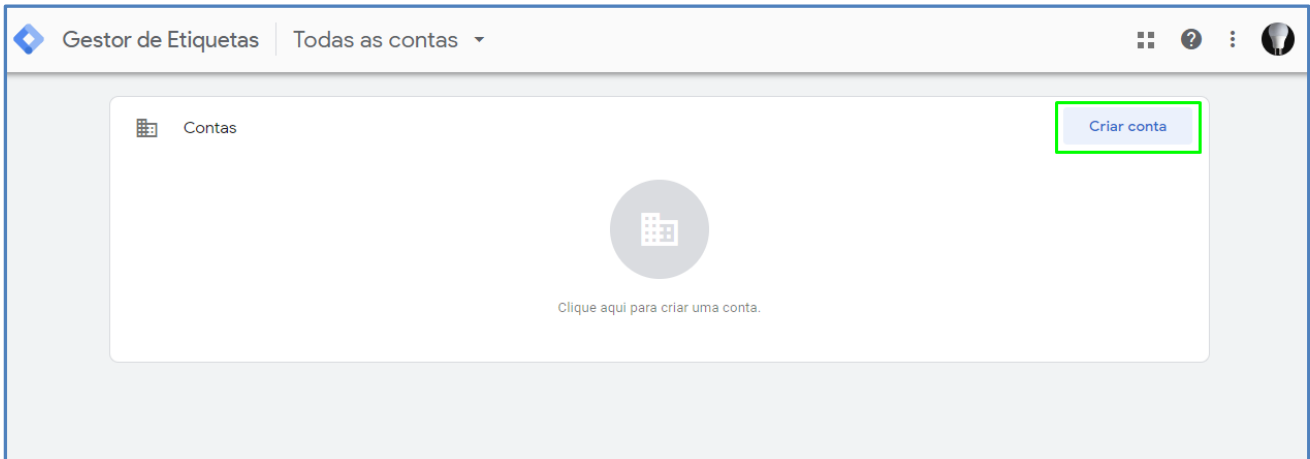 Gestor de Etiquetas Todas as contas
Contas
Criar conta
Clique aqui para criar uma conta.